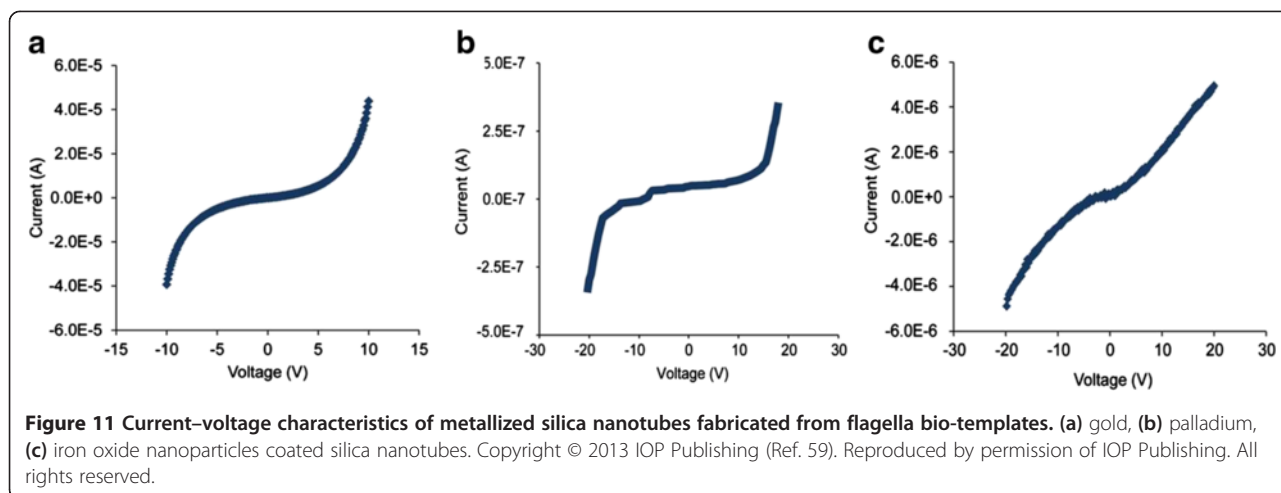 a
b
c
6.0E-5
4.0E-5
2.0E-5
0.0E+0
-2.0E-5
-4.0E-5
-6.0E-5
Current (A)
-15 -10 -5 0 5 10 15
Voltage (V)
5.0E-7
2.5E-7
0.0E-7
-2.5E-7
-5.0E-7
Current (A)
-30 -20 -10 0 10 20 30
Voltage (V)
6.0E-6
4.0E-6
2.0E-6
0.0E+0
-2.0E-6
-4.0E-6
-6.0E-6
Current (A)
-30 -20 -10 0 10 20 30
Voltage (V)
Figure 11 Current–voltage characteristics of metallized silica nanotubes fabricated from flagella bio-templates. (a) gold, (b) palladium,
(c) iron oxide nanoparticles coated silica nanotubes. Copyright © 2013 IOP Publishing (Ref. 59). Reproduced by permission of IOP Publishing. All
rights reserved.